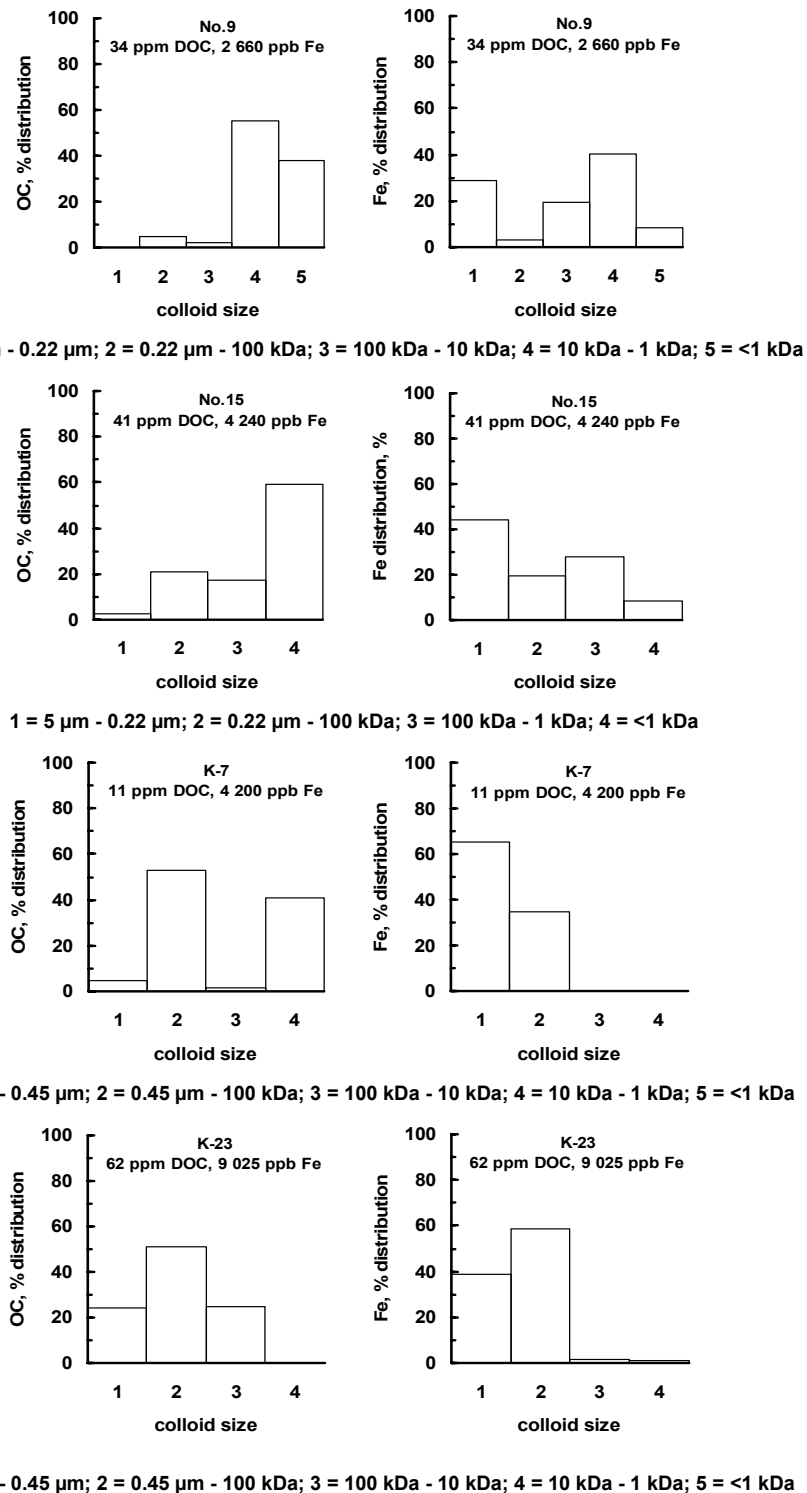 No.9
34 ppm DOC, 2 660 ppb Fe
OC, % distribution
100
80
60
40
20
0
1 2 3 4 5
colloid size
No.9
34 ppm DOC, 2 660 ppb Fe
Fe, % distribution
100
80
60
40
20
0
1 2 3 4 5
colloid size
- 0.22 µm; 2 = 0.22 µm - 100 kDa; 3 = 100 kDa - 10 kDa; 4 = 10 kDa - 1 kDa; 5 = <1 kDa
No.15
41 ppm DOC, 4 240 ppb Fe
OC, % distribution
100
80
60
40
20
0
1 2 3 4
colloid size
No.15
41 ppm DOC, 4 240 ppb Fe
Fe distribution, %
100
80
60
40
20
0
1 2 3 4
colloid size
1 = 5 µm - 0.22 µm; 2 = 0.22 µm - 100 kDa; 3 = 100 kDa - 1 kDa; 4 = <1 kDa
K-7
11 ppm DOC, 4 200 ppb Fe
OC, % distribution
100
80
60
40
20
0
1 2 3 4
colloid size
K-7
11 ppm DOC, 4 200 ppb Fe
Fe, % distribution
100
80
60
40
20
0
1 2 3 4
colloid size
- 0.45 µm; 2 = 0.45 µm - 100 kDa; 3 = 100 kDa - 10 kDa; 4 = 10 kDa - 1 kDa; 5 = <1 kDa
K-23
62 ppm DOC, 9 025 ppb Fe
OC, % distribution
100
80
60
40
20
0
1 2 3 4
colloid size
K-23
62 ppm DOC, 9 025 ppb Fe
Fe, % distribution
100
80
60
40
20
0
1 2 3 4
colloid size
- 0.45 µm; 2 = 0.45 µm - 100 kDa; 3 = 100 kDa - 10 kDa; 4 = 10 kDa - 1 kDa; 5 = <1 kDa